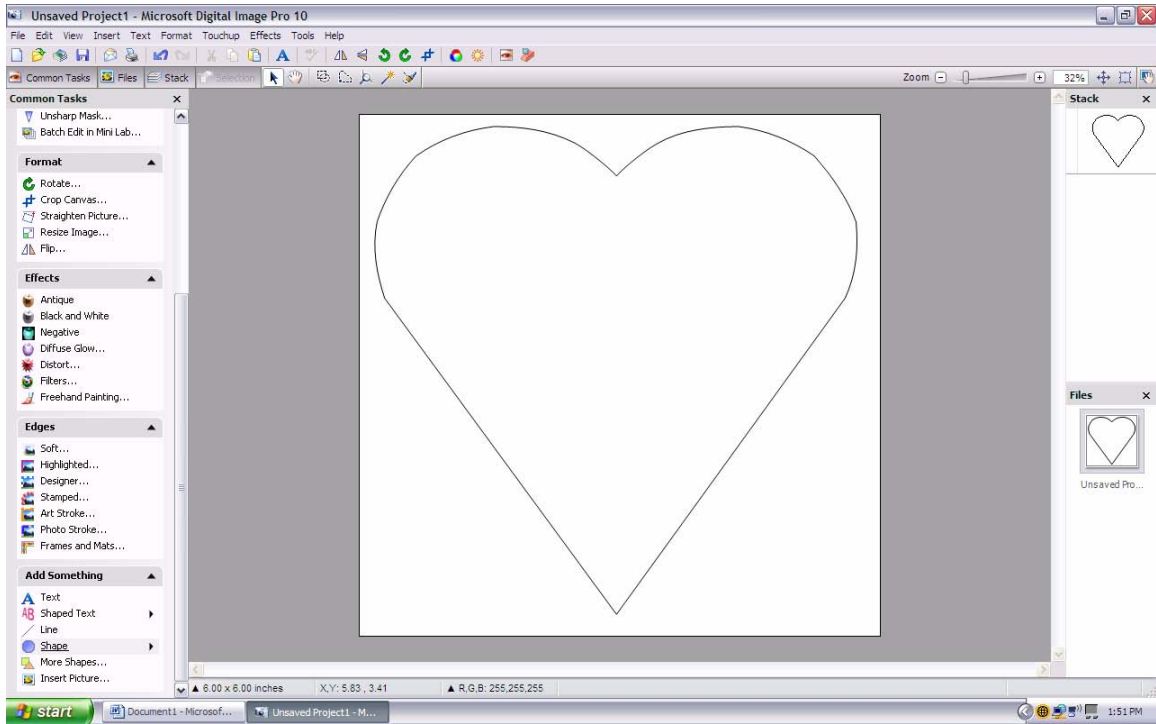 Unsaved Project1 - Microsoft Digital Image Pro 10
File Edit View Insert Text Format Touchup Effects Tools Help
A
Common Tasks Files Stack Selection Zoom 32%
Common Tasks x
Unsharp Mask...
Batch Edit in Mini Lab...
Format
Rotate...
Crop Canvas...
Straighten Picture...
Resize Image...
Flip...
Effects
Antique
Black and White
Negative
Diffuse Glow...
Distort...
Filters...
Freehand Painting...
Edges
Soft...
Highlighted...
Designer...
Stamped...
Art Stroke...
Photo Stroke...
Frames and Mats...
Add Something
A Text
AB Shaped Text
Line
Shape
More Shapes...
Insert Picture...
Stack x
Files x
Unsaved Pro...
6.00 x 6.00 inches X,Y: 5.83 , 3.41 R,G,B: 255,255,255
start Document1 - Microsof... Unsaved Project1 - M... 1:51 PM